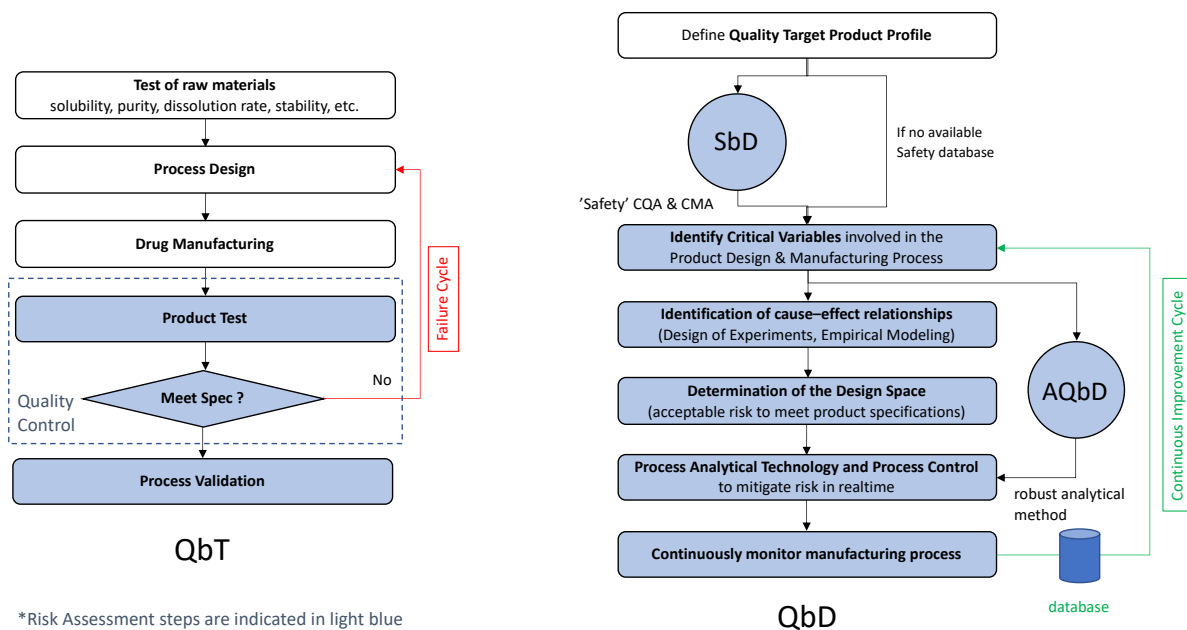 Test of raw materials
solubility, purity, dissolution rate, stability, etc.
Process Design
Drug Manufacturing
Failure Cycle
Product Test
Meet Spec ?
No
Quality
Control
Process Validation
QbT
*Risk Assessment steps are indicated in light blue
Define Quality Target Product Profile
SbD
If no available
Safety database
’Safety’ CQA & CMA
Identify Critical Variables involved in the
Product Design & Manufacturing Process
Identification of cause–effect relationships
(Design of Experiments, Empirical Modeling)
Determination of the Design Space
(acceptable risk to meet product specifications)
AQbD
Process Analytical Technology and Process Control
to mitigate risk in realtime
robust analytical
method
Continuously monitor manufacturing process
Continuous Improvement Cycle
database
QbD